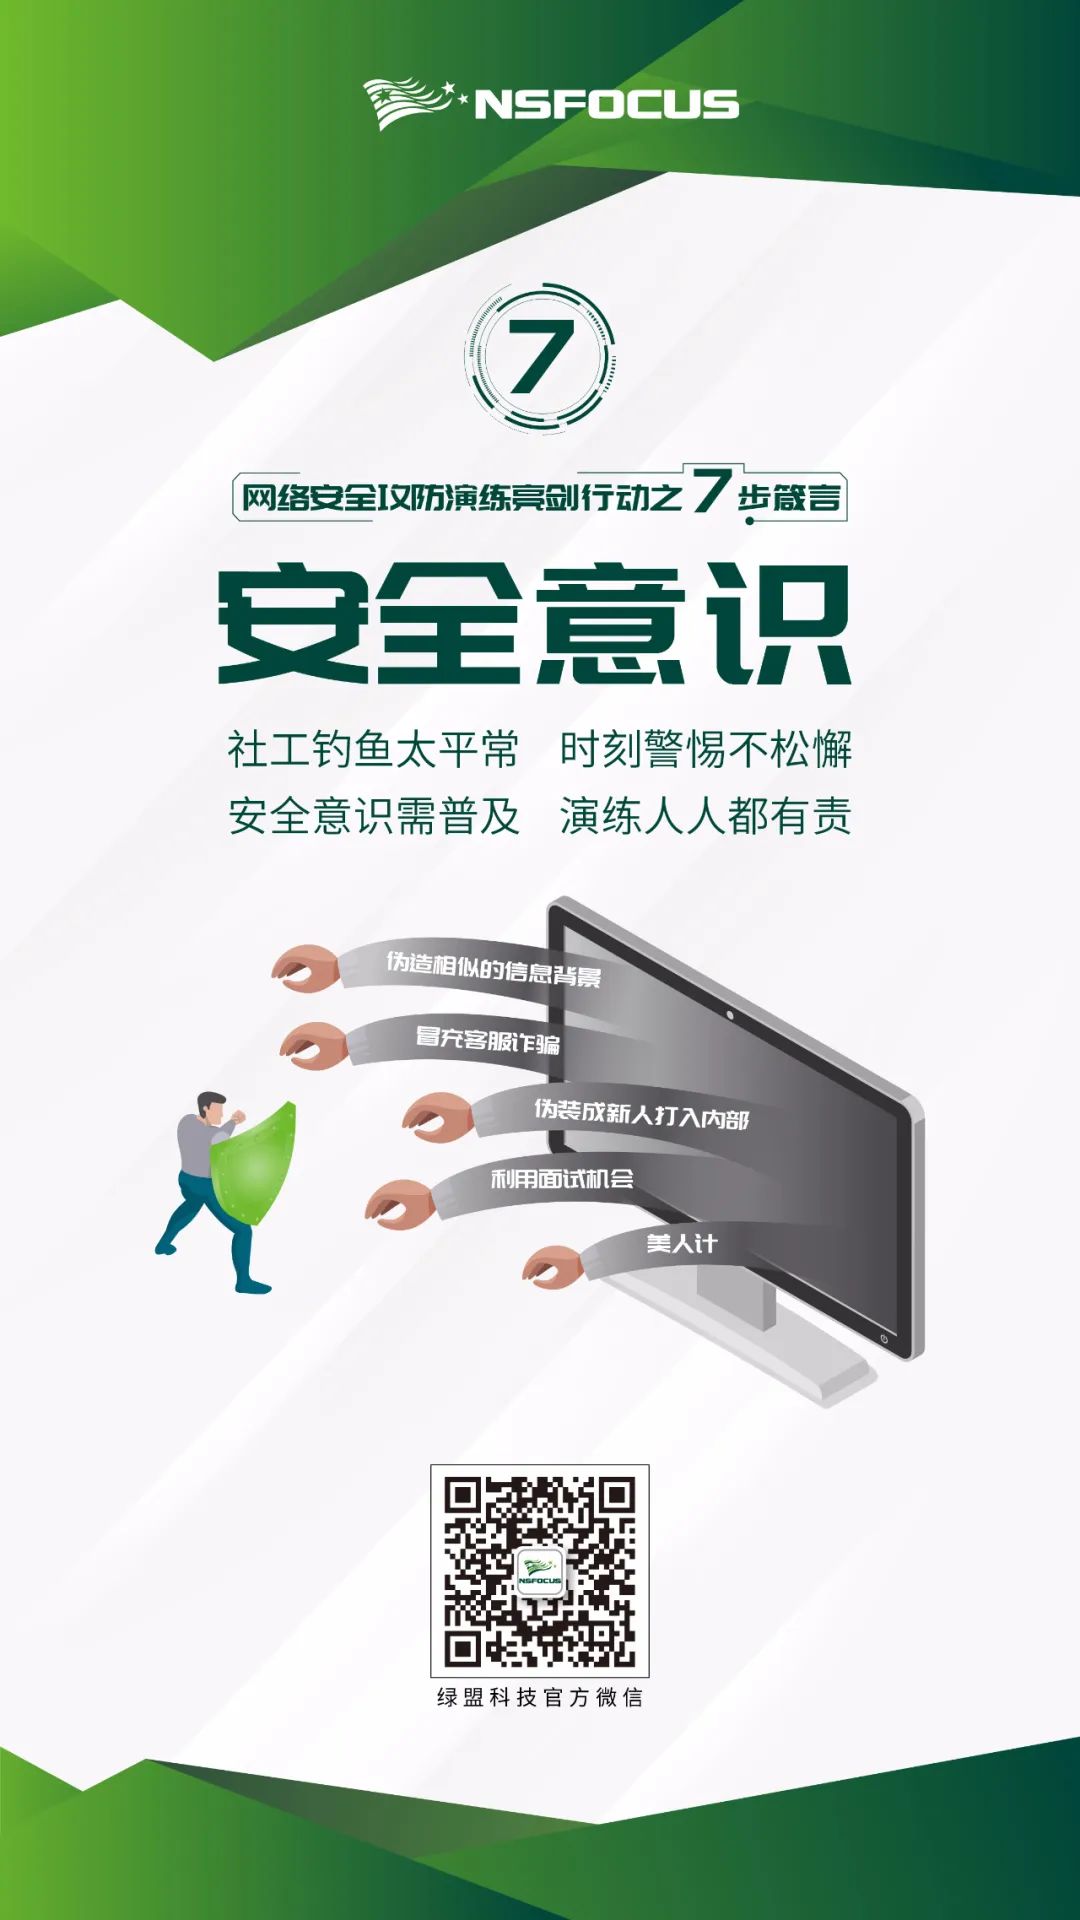 NSFOCUS
7
网络安全攻防演练亮剑行动之7步箴言
安全意识
社工钓鱼太平常 时刻警惕不松懈
安全意识需普及 演练人人都有责
伪造相似的信息背景
冒充客服诈骗
伪装成新人打入内部
利用面试机会
美人计
NSFOCUS
绿盟科技官方微信